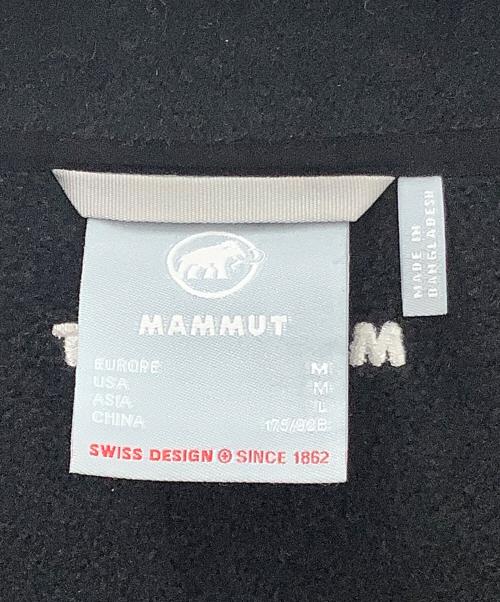 MAMMUT
EUROPE M
USA M
ASIA L
CHINA 175/92B
SWISS DESIGN SINCE 1862
MADE IN
BANGLADESH
M